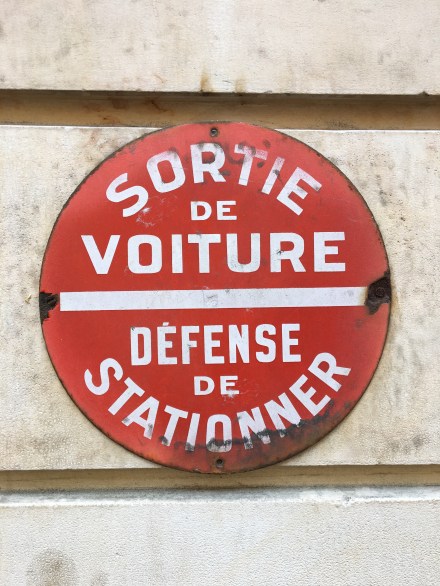 SORTIE
DE
VOITURE
DÉFENSE
DE
STATIONNER